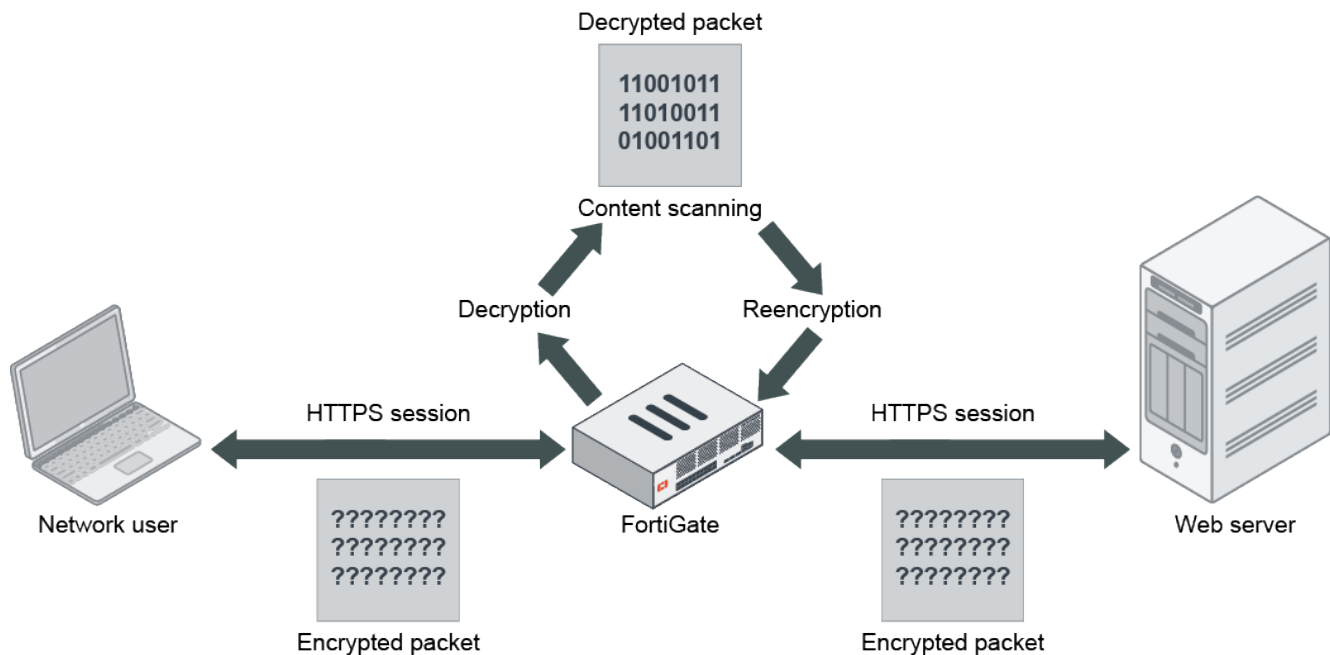 Decrypted packet
11001011
11010011
01001101
Content scanning
Decryption
Reencryption
HTTPS session
HTTPS session
Network user
????????
????????
????????
Encrypted packet
FortiGate
????????
????????
????????
Encrypted packet
Web server